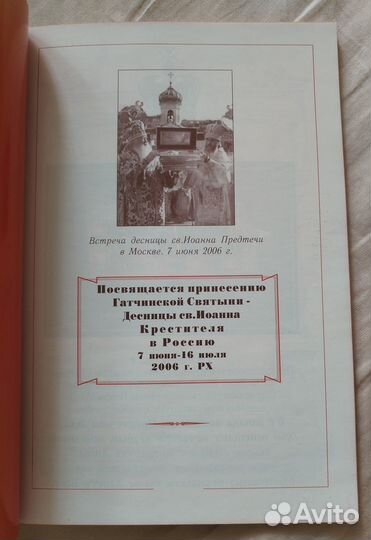 Встреча десницы св.Иоанна Предтечи
в Москве. 7 июня 2006 г.
Посвящается принесению
Гатчинской Святыни -
Десницы св.Иоанна
Крестителя
в Россию
7 июня-16 июля
2006 г. РХ
Avito